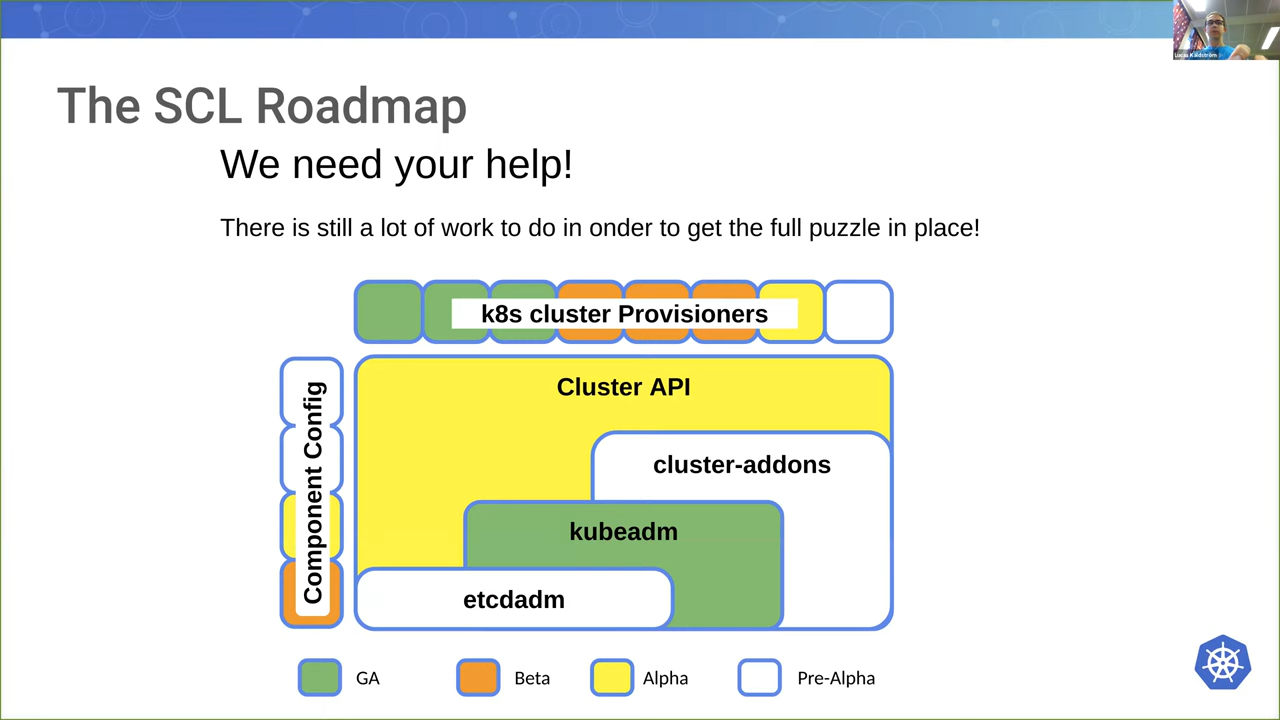 Lucas Käldström
The SCL Roadmap
We need your help!
There is still a lot of work to do in onder to get the full puzzle in place!
k8s cluster Provisioners
Component Config
Cluster API
cluster-addons
kubeadm
etcdadm
GA
Beta
Alpha
Pre-Alpha